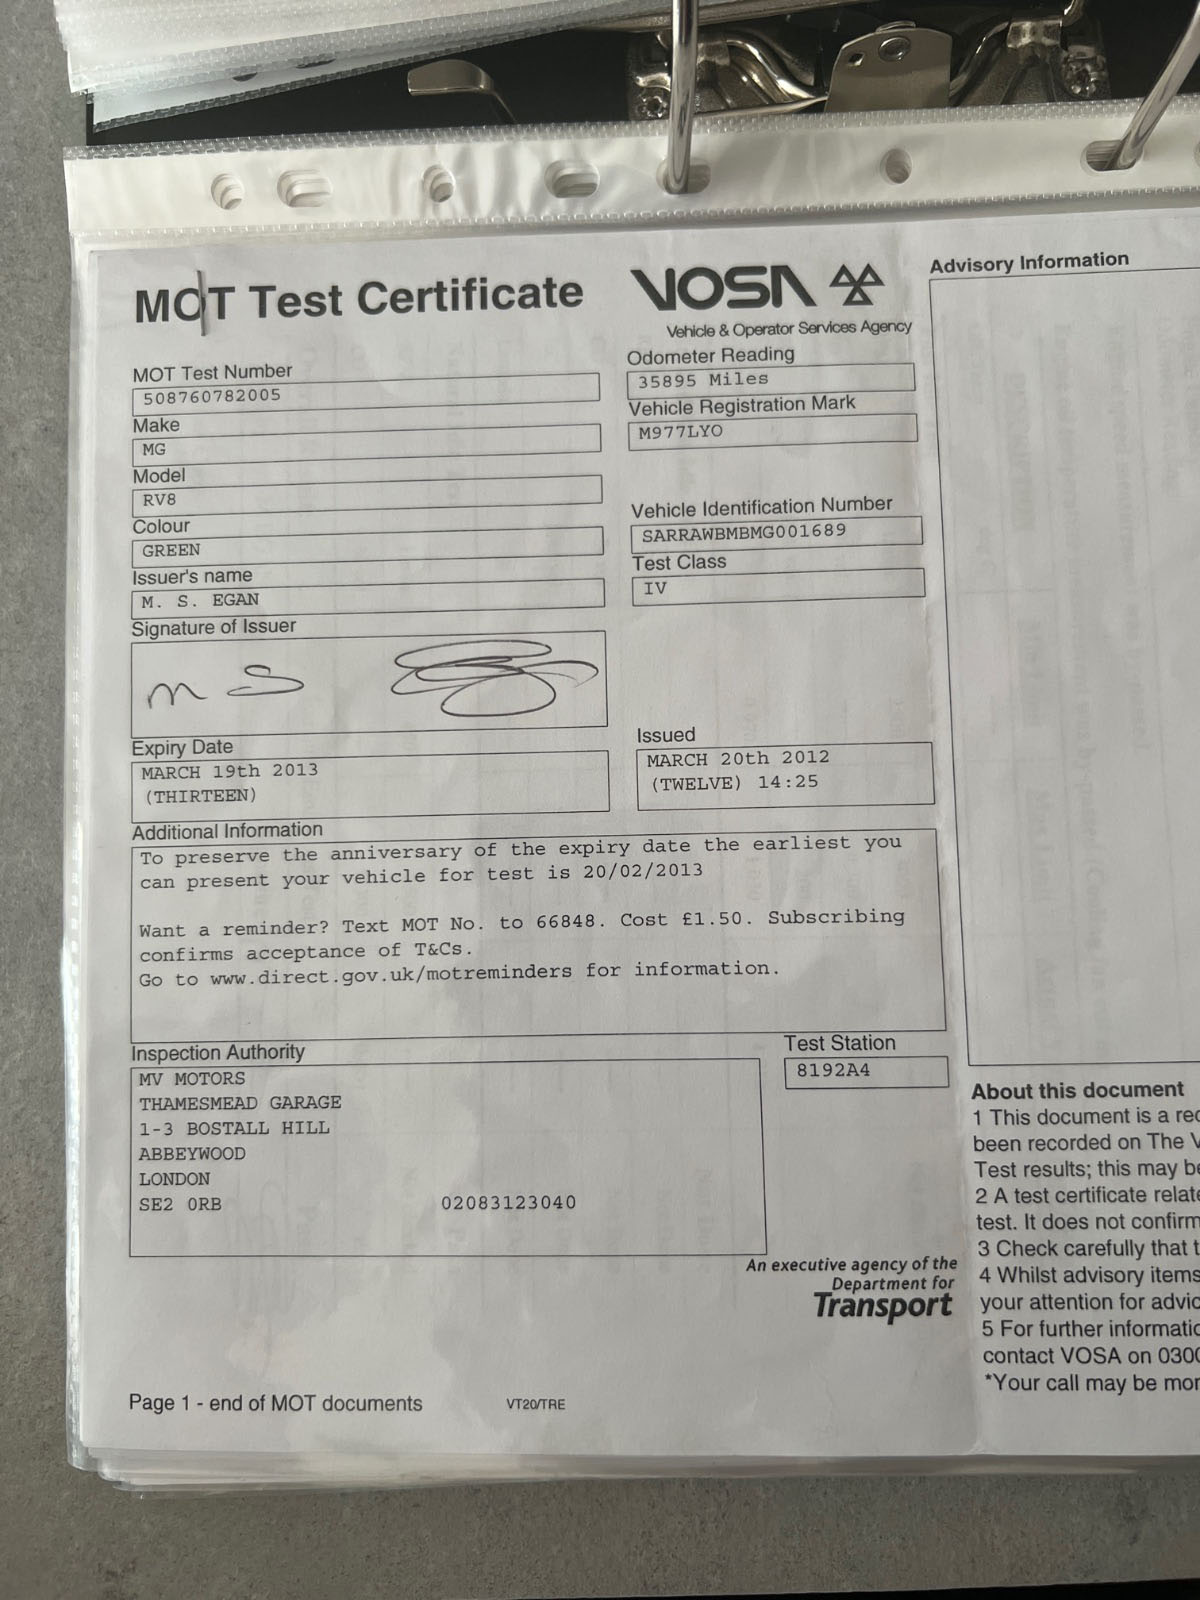 MOT Test Certificate
VOSA
Vehicle & Operator Services Agency
MOT Test Number
508760782005
Make
MG
Model
RV8
Colour
GREEN
Issuer's name
M. S. EGAN
Signature of Issuer
M S
Expiry Date
MARCH 19th 2013
(THIRTEEN)
Odometer Reading
35895 Miles
Vehicle Registration Mark
M977LYO
Vehicle Identification Number
SARRAWBMBMG001689
Test Class
IV
Issued
MARCH 20th 2012
(TWELVE) 14:25
Additional Information
To preserve the anniversary of the expiry date the earliest you
can present your vehicle for test is 20/02/2013
Want a reminder? Text MOT No. to 66848. Cost £1.50. Subscribing
confirms acceptance of T&Cs.
Go to www.direct.gov.uk/motreminders for information.
Inspection Authority
MV MOTORS
THAMESMEAD GARAGE
1-3 BOSTALL HILL
ABBEYWOOD
LONDON
SE2 0RB 02083123040
Test Station
8192A4
An executive agency of the
Department for
Transport
Page 1 - end of MOT documents
VT20/TRE
Advisory Information
About this document
1 This document is a rec
been recorded on The V
Test results; this may be
2 A test certificate relate
test. It does not confirm
3 Check carefully that t
4 Whilst advisory items
your attention for advic
5 For further informatio
contact VOSA on 0300
*Your call may be mon